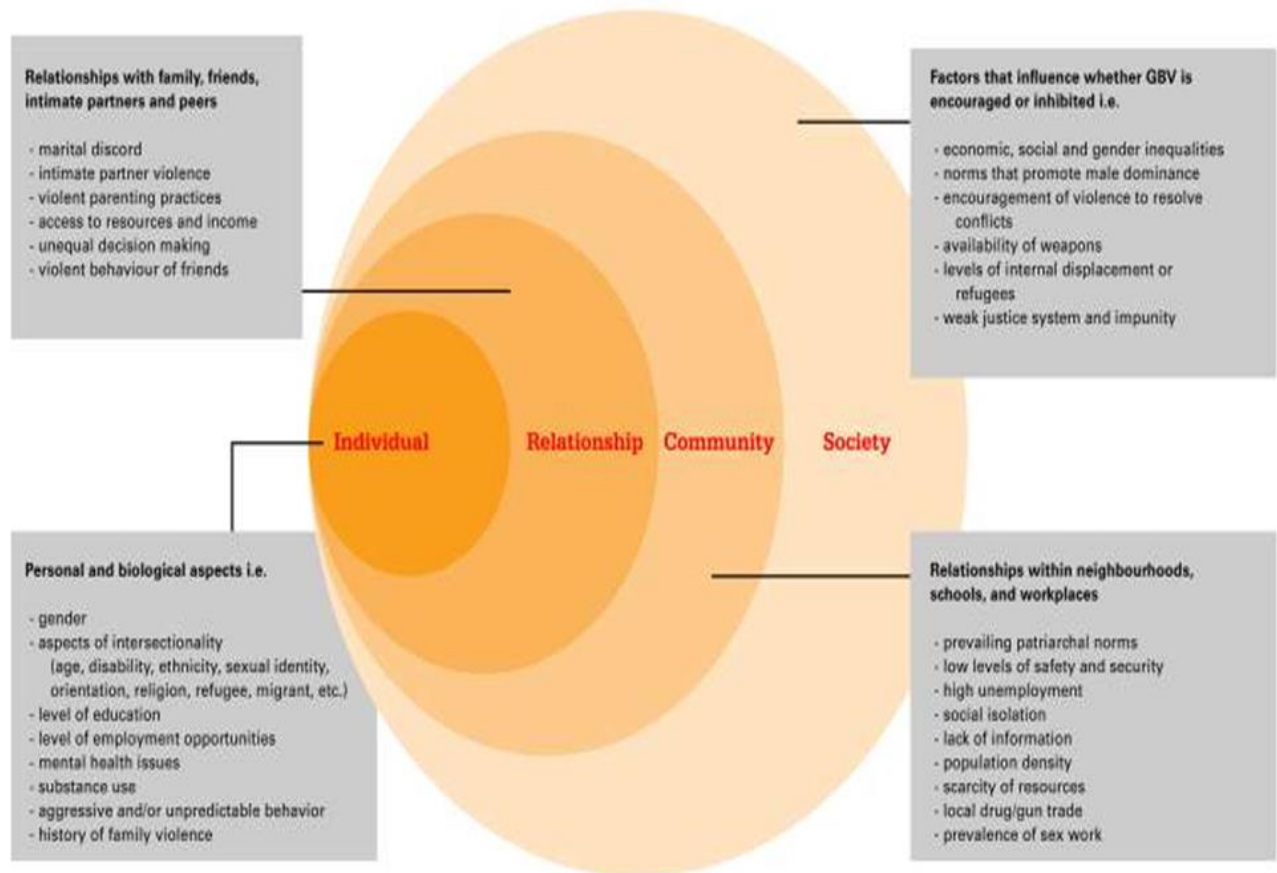 Relationships with family, friends,
intimate partners and peers
- marital discord
- intimate partner violence
- violent parenting practices
- access to resources and income
- unequal decision making
- violent behaviour of friends
Factors that influence whether GBV is
encouraged or inhibited i.e.
- economic, social and gender inequalities
- norms that promote male dominance
- encouragement of violence to resolve
conflicts
- availability of weapons
- levels of internal displacement or
refugees
- weak justice system and impunity
Individual
Relationship
Community
Society
Personal and biological aspects i.e.
- gender
- aspects of intersectionality
(age, disability, ethnicity, sexual identity,
orientation, religion, refugee, migrant, etc.)
- level of education
- level of employment opportunities
- mental health issues
- substance use
- aggressive and/or unpredictable behavior
- history of family violence
Relationships within neighbourhoods,
schools, and workplaces
- prevailing patriarchal norms
- low levels of safety and security
- high unemployment
- social isolation
- lack of information
- population density
- scarcity of resources
- local drug/gun trade
- prevalence of sex work